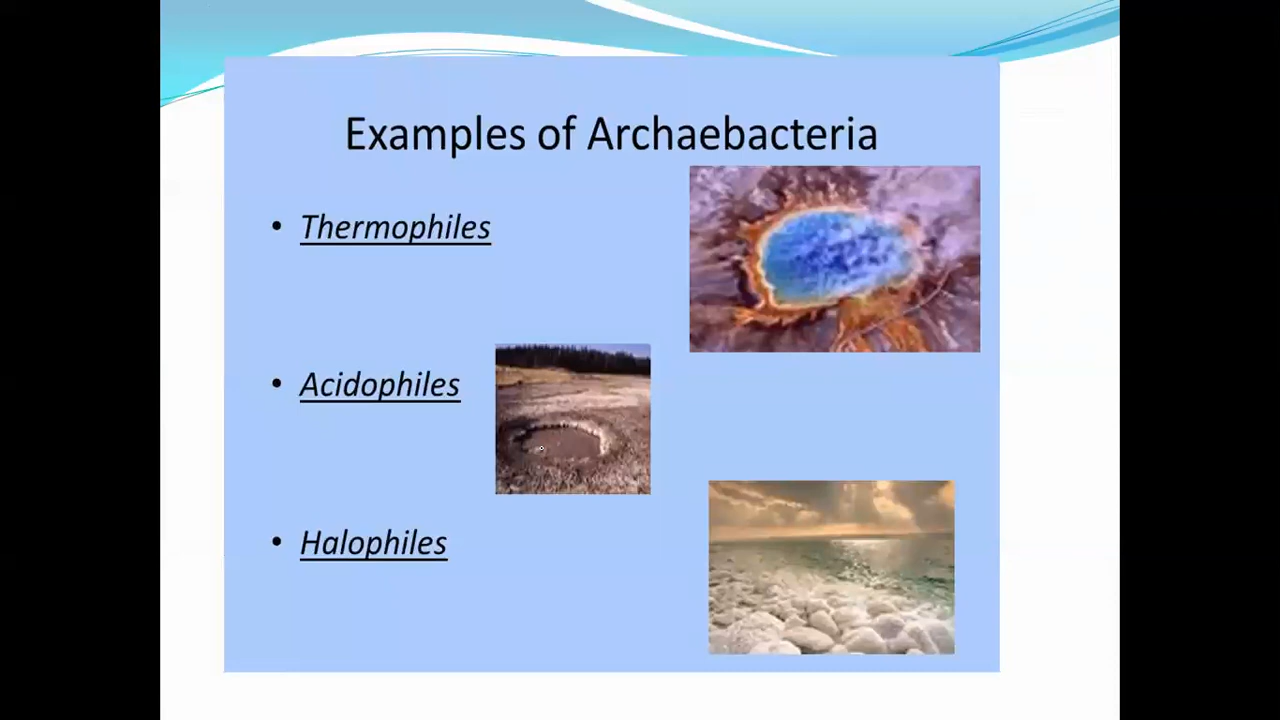 Examples of Archaebacteria
• Thermophiles
• Acidophiles
• Halophiles